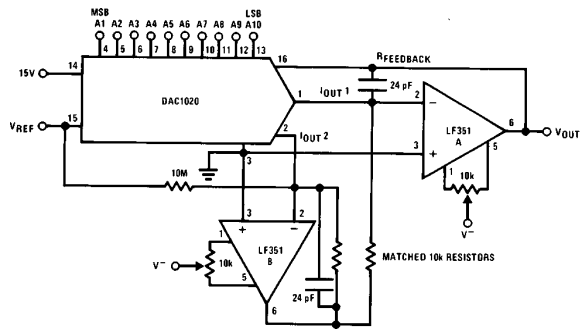 MSB LSB
A1 A2 A3 A4 A5 A6 A7 A8 A9 A10
4 5 6 7 8 9 10 11 12 13
16 RFEEDBACK
15V 14
24 pF
DAC1020
1 IOUT 1 2 −
6 VOUT
VREF 15
2 IOUT 2
LF351
A
3 + 5
3
1 10k
10M
V−
3 2
+ −
1 LF351
B
MATCHED 10k RESISTORS
V− 10k
5
24 pF
6